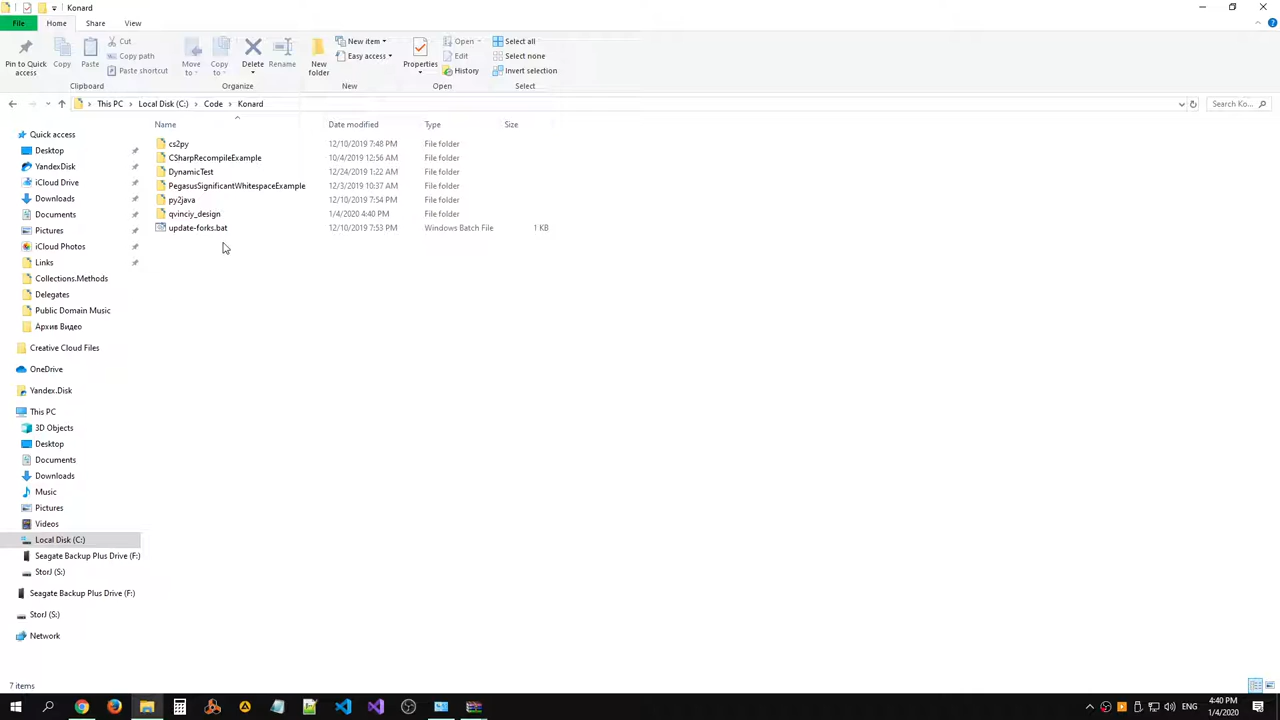 Konard
File Home Share View
Pin to Quick access
Copy
Paste
Cut
Copy path
Paste shortcut
Clipboard
Move to
Copy to
Delete
Rename
Organize
New folder
New item
Easy access
New
Properties
Open
Edit
History
Open
Select all
Select none
Invert selection
Select
This PC > Local Disk (C:) > Code > Konard
Search Ko...
Name Date modified Type Size
cs2py 12/10/2019 7:48 PM File folder
CSharpRecompileExample 10/4/2019 12:56 AM File folder
DynamicTest 12/24/2019 1:22 AM File folder
PegasusSignificantWhitespaceExample 12/3/2019 10:37 AM File folder
py2java 12/10/2019 7:54 PM File folder
qvinciy_design 1/4/2020 4:40 PM File folder
update-forks.bat 12/10/2019 7:53 PM Windows Batch File 1 KB
Quick access
Desktop
YandexDisk
iCloud Drive
Downloads
Documents
Pictures
iCloud Photos
Links
Collections.Methods
Delegates
Public Domain Music
Архив Видео
Creative Cloud Files
OneDrive
Yandex.Disk
This PC
3D Objects
Desktop
Documents
Downloads
Music
Pictures
Videos
Local Disk (C:)
Seagate Backup Plus Drive (F:)
StorJ (S:)
Seagate Backup Plus Drive (F:)
StorJ (S:)
Network
7 items
ENG
4:40 PM
1/4/2020